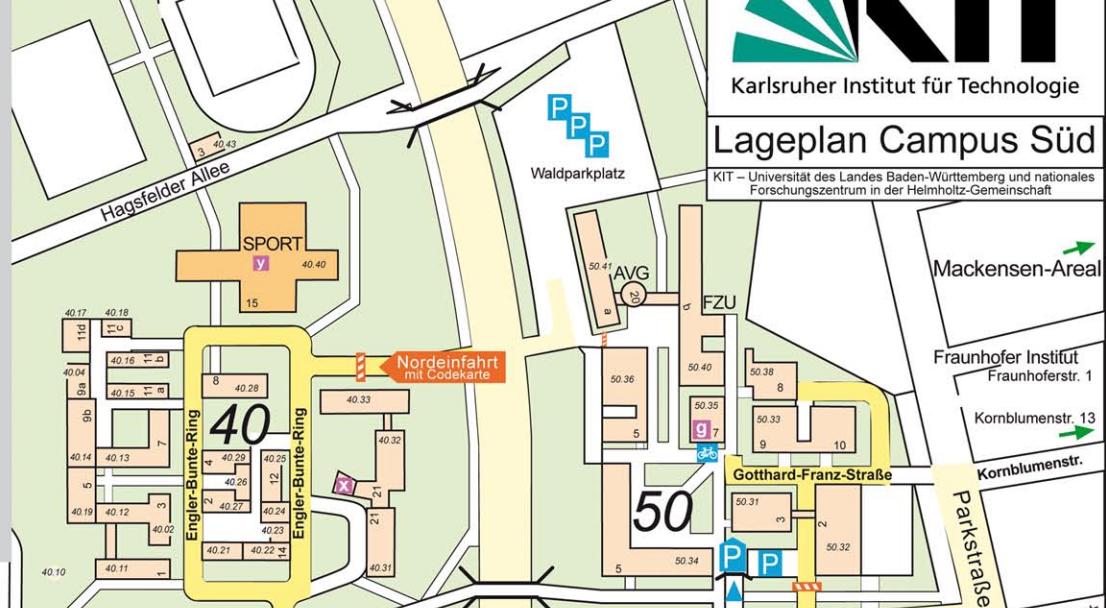 KIT
Karlsruher Institut für Technologie
Lageplan Campus Süd
KIT – Universität des Landes Baden-Württemberg und nationales
Forschungszentrum in der Helmholtz-Gemeinschaft
P
P
P
Waldparkplatz
3
40.43
Hagsfelder Allee
SPORT
y
40.40
15
50.41
AVG
20
a
b
FZU
Mackensen-Areal
40.17
40.18
11d
11c
40.16
11b
40.04
9a
40.15
11a
Nordeinfahrt
mit Codekarte
8
40.28
40.33
50.36
5
50.40
50.38
8
Fraunhofer Institut
Fraunhoferstr. 1
9b
7
40.14
40.13
Engler-Bunte-Ring
40
Engler-Bunte-Ring
40.32
50.35
g
7
50.33
9
10
Kornblumenstr. 13
4
40.29
40.25
40.26
12
5
2
40.27
40.24
x
21
Gotthard-Franz-Straße
Kornblumenstr.
40.19
40.12
3
40.02
40.23
21
50
50.31
3
2
50.32
Parkstraße
40.21
40.22
14
40.10
40.11
1
40.31
5
50.34
P
P